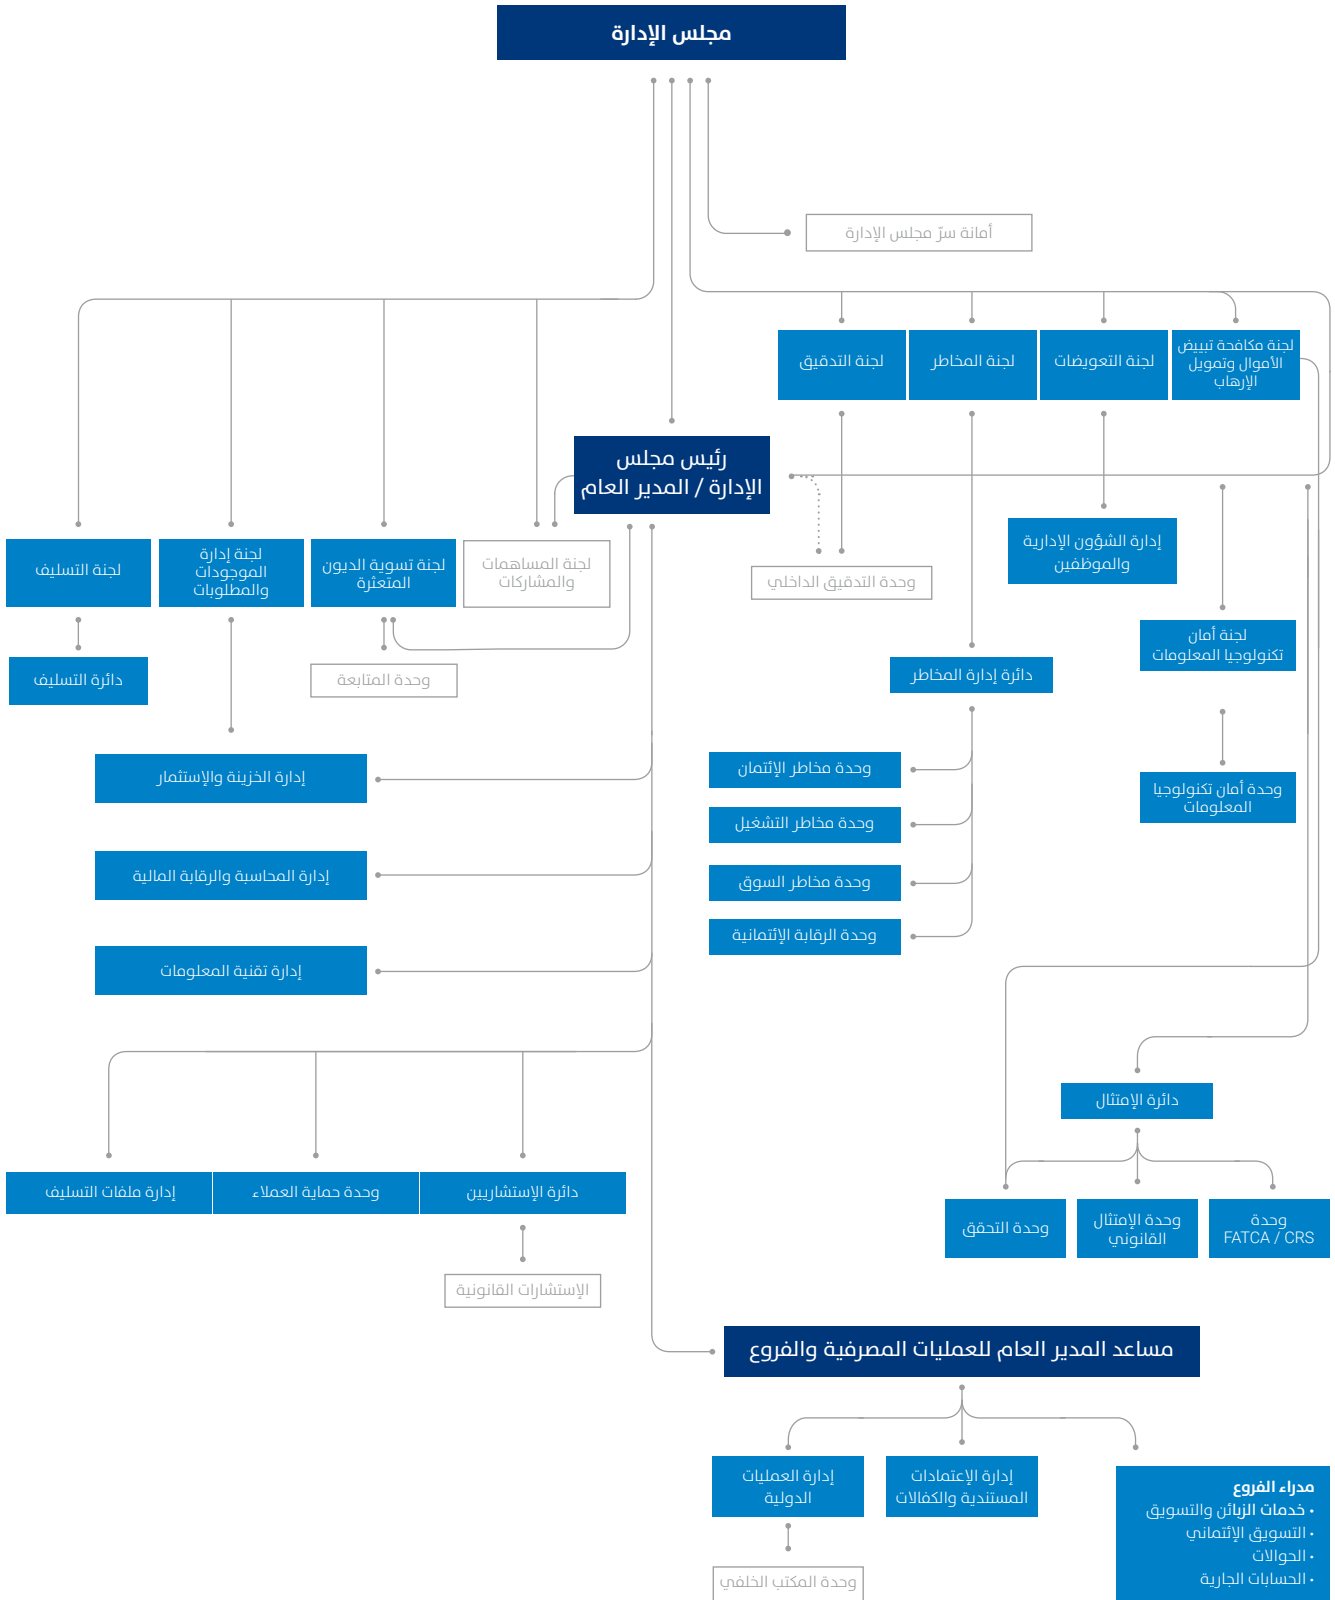 مجلس الإدارة
أمانة سرّ مجلس الإدارة
لجنة مكافحة تبييض
الأموال وتمويل
الإرهاب
لجنة التعويضات
لجنة المخاطر
لجنة التدقيق
رئيس مجلس
الإدارة / المدير العام
إدارة الشؤون الإدارية
والموظفين
وحدة التدقيق الداخلي
لجنة المساهمات
والمشاركات
لجنة تسوية الديون
المتعثرة
لجنة إدارة
الموجودات
والمطلوبات
لجنة التسليف
لجنة أمان
تكنولوجيا المعلومات
دائرة إدارة المخاطر
وحدة المتابعة
دائرة التسليف
وحدة أمان تكنولوجيا
المعلومات
وحدة مخاطر الإئتمان
وحدة مخاطر التشغيل
وحدة مخاطر السوق
وحدة الرقابة الإئتمانية
إدارة الخزينة والإستثمار
إدارة المحاسبة والرقابة المالية
إدارة تقنية المعلومات
دائرة الإمتثال
وحدة
FATCA / CRS
وحدة الإمتثال
القانوني
وحدة التحقق
دائرة الإستشاريين
وحدة حماية العملاء
إدارة ملفات التسليف
الإستشارات القانونية
مساعد المدير العام للعمليات المصرفية والفروع
مدراء الفروع
• خدمات الزبائن والتسويق
• التسويق الإئتماني
• الحوالات
• الحسابات الجارية
إدارة الإعتمادات
المستندية والكفالات
إدارة العمليات
الدولية
وحدة المكتب الخلفي